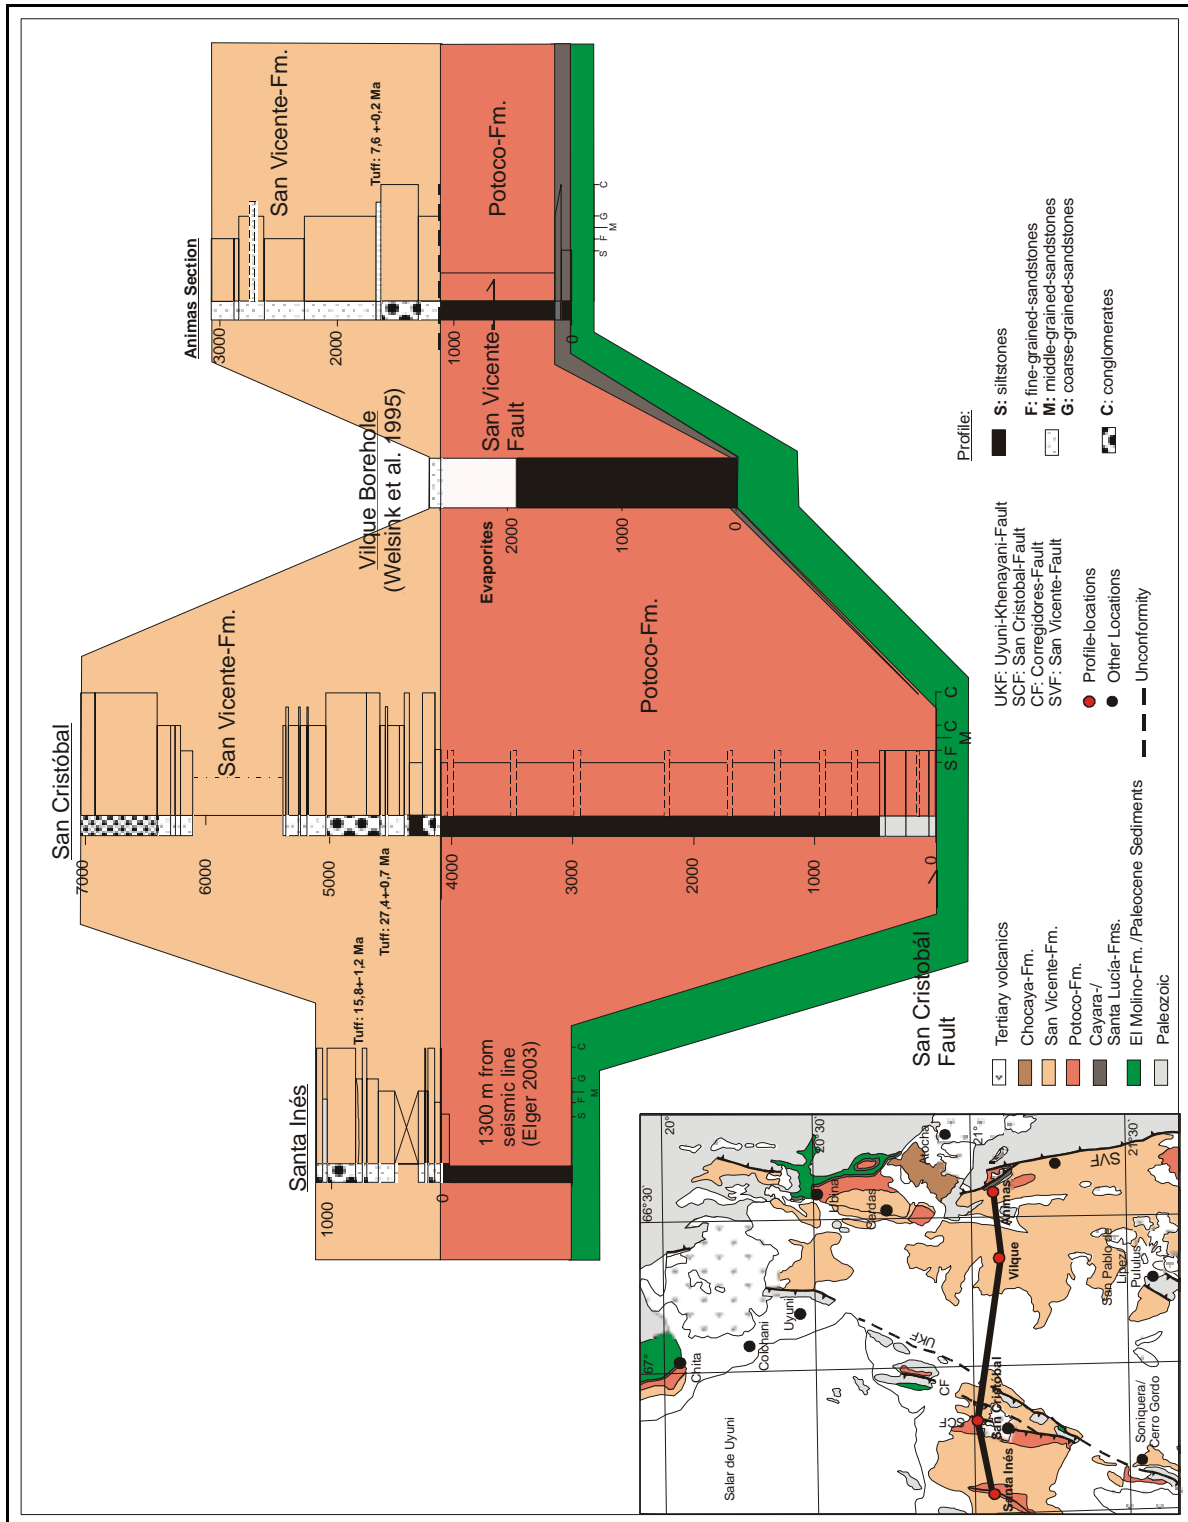 Santa Inés
San Cristóbal
Vilque Borehole
(Welsink et al. 1995)
Animas Section
1000
0
Tuff: 15,8+-1,2 Ma
1300 m from
seismic line
(Elger 2003)
S
F
M
G
C
7000
6000
5000
4000
3000
2000
1000
0
Tuff: 27,4+-0,7 Ma
San Vicente-Fm.
Potoco-Fm.
S
F
M
C
C
San Cristobál
Fault
Evaporites
2000
1000
0
San Vicente-
Fault
3000
2000
1000
0
San Vicente-Fm.
Tuff: 7,6 +-0,2 Ma
Potoco-Fm.
S
F
M
G
C
Tertiary volcanics
Chocaya-Fm.
San Vicente-Fm.
Potoco-Fm.
Cayara-/
Santa Lucía-Fms.
El Molino-Fm. /Paleocene Sediments
Paleozoic
UKF: Uyuni-Khenayani-Fault
SCF: San Cristobal-Fault
CF: Corregidores-Fault
SVF: San Vicente-Fault
Profile-locations
Other Locations
Unconformity
Profile:
S: siltstones
F: fine-grained-sandstones
M: middle-grained-sandstones
G: coarse-grained-sandstones
C: conglomerates
67°
66°30'
20°
20°30'
21°
21°30'
Salar de Uyuni
Chita
Colchani
Uyuni
Ubina
Cerdas
Atocha
UKF
CF
SCF
SVF
Santa Inés
San Cristobal
Vilque
Animas
San Pablo de
Lipez
Pululus
Soniquera/
Cerro Gordo